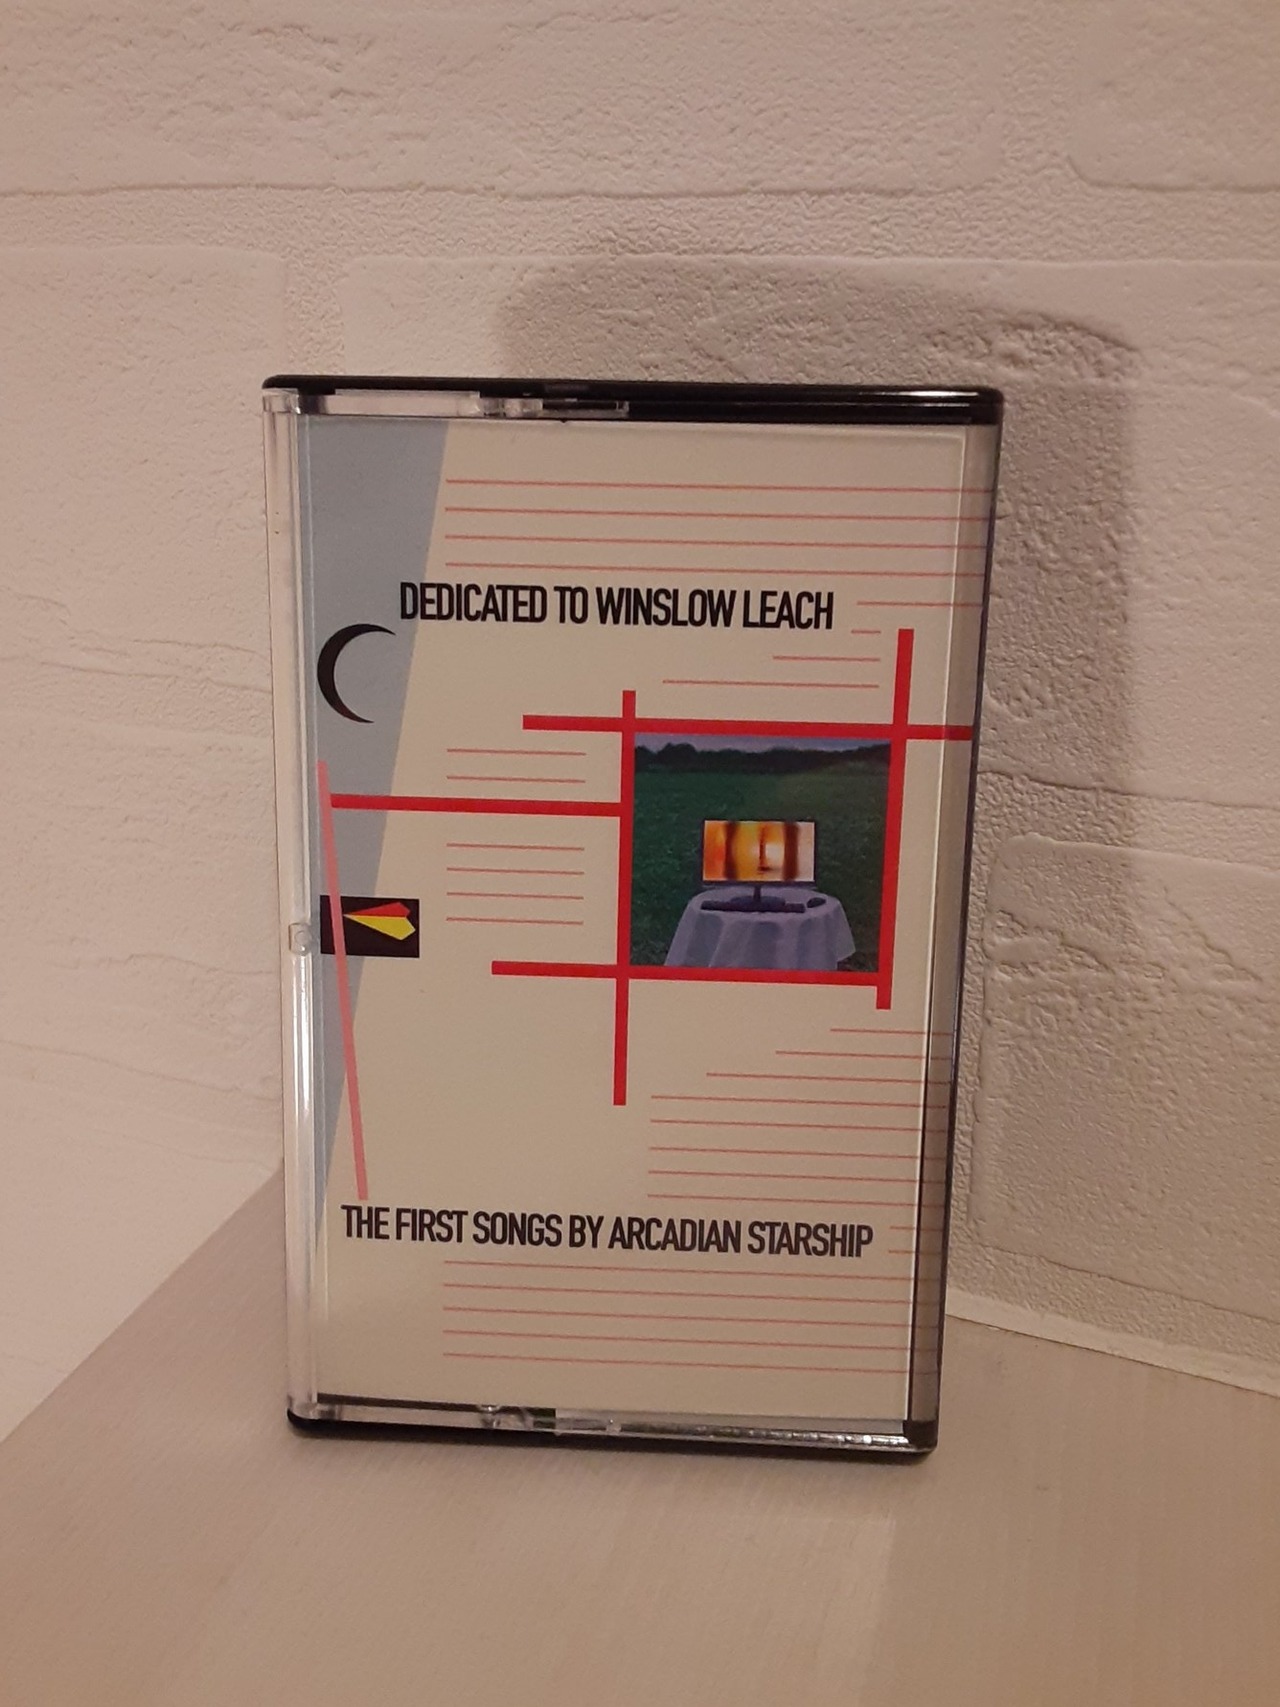 DEDICATED TO WINSLOW LEACH
THE FIRST SONGS BY ARCADIAN STARSHIP